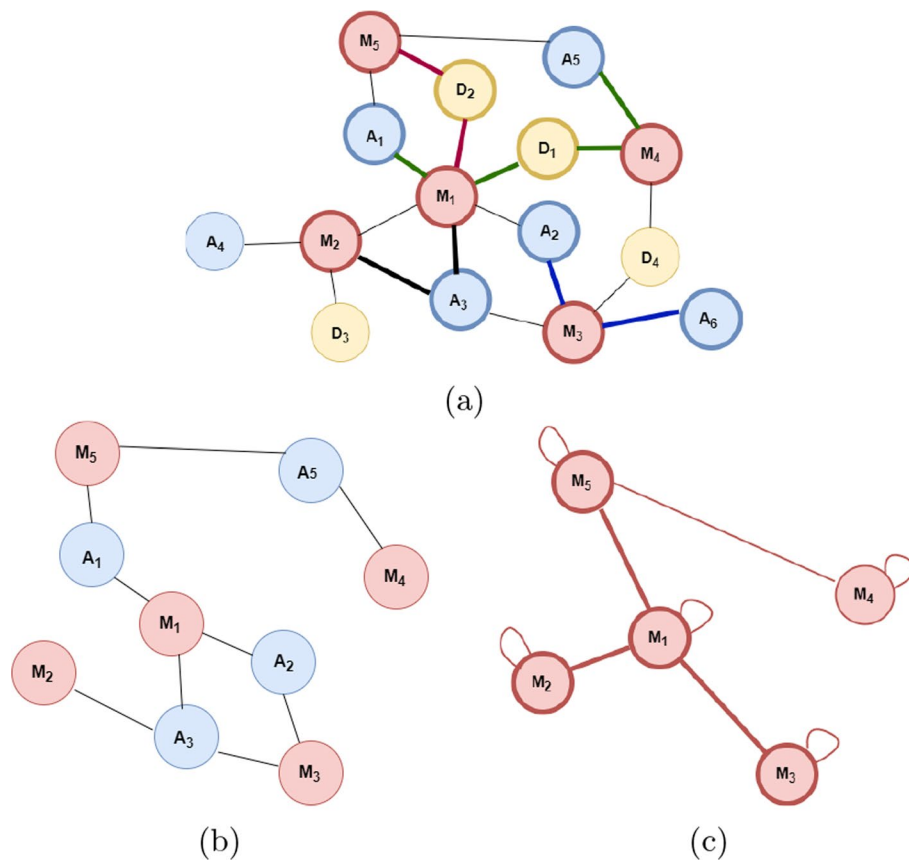 M₅
A₅
D₂
A₁
D₁
M₄
M₁
A₄
M₂
A₂
D₄
A₃
D₃
M₃
A₆
(a)
M₅
A₅
A₁
M₄
M₁
M₂
A₂
A₃
M₃
(b)
M₅
M₄
M₁
M₂
M₃
(c)